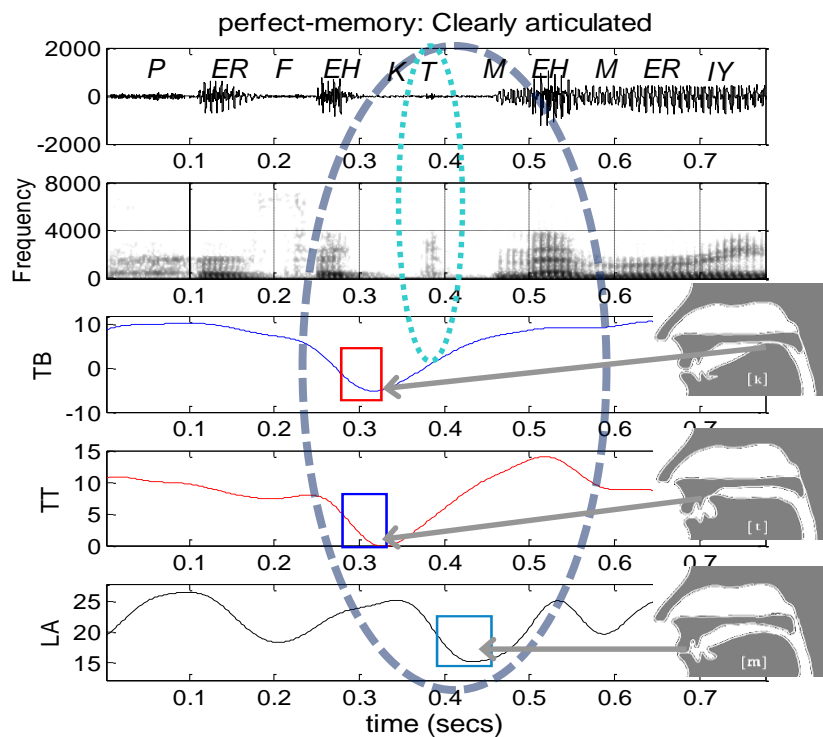 perfect-memory: Clearly articulated
2000
0
-2000
P ER F EH K T M EH M ER IY
0.1 0.2 0.3 0.4 0.5 0.6 0.7
Frequency
8000
4000
0
0.1 0.2 0.3 0.4 0.5 0.6 0.7
TB
10
0
-10
[k]
0.1 0.2 0.3 0.4 0.5 0.6 0.7
TT
15
10
5
0
[t]
0.1 0.2 0.3 0.4 0.5 0.6 0.7
LA
25
20
15
[m]
0.1 0.2 0.3 0.4 0.5 0.6 0.7
time (secs)